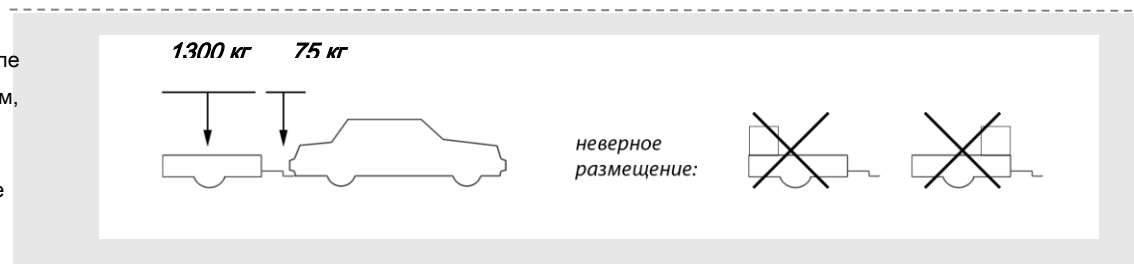 1300 кг 75 кг
м,
е
неверное
размещение: